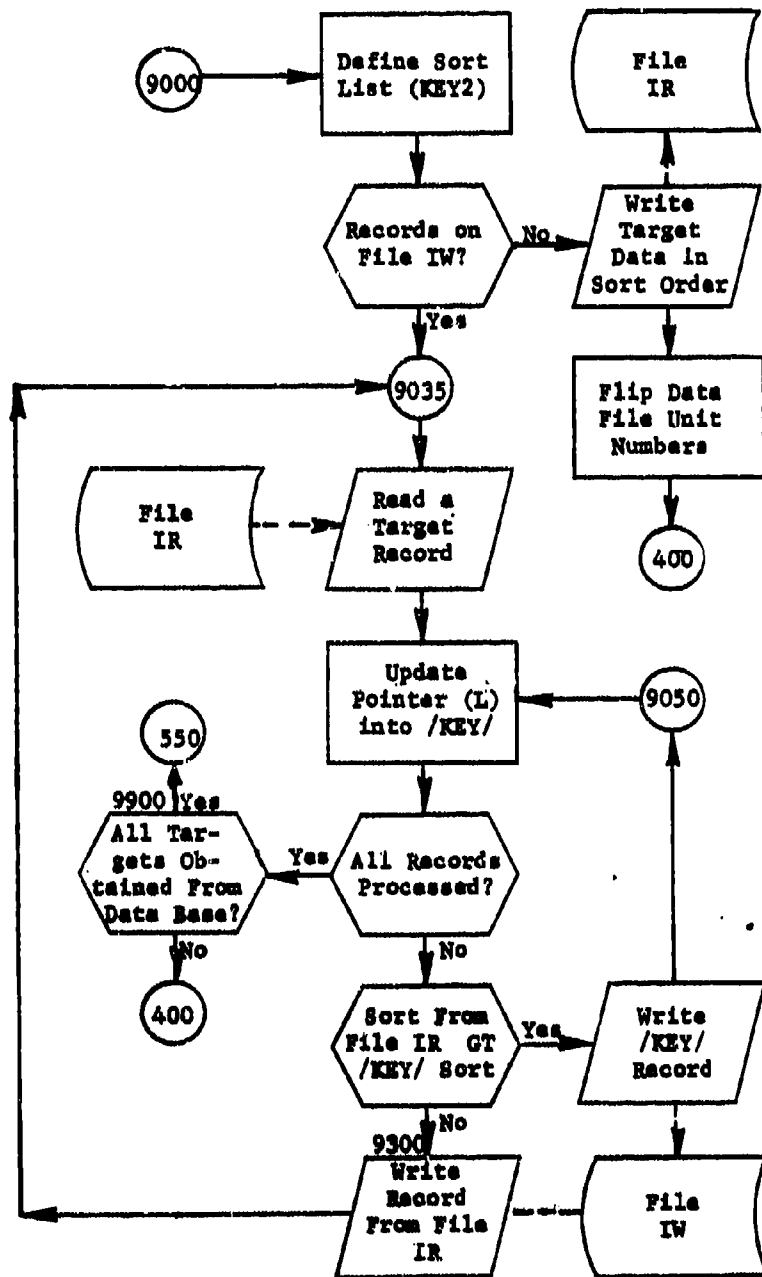 9000
Define Sort
List (KEY2)
File
IR
Records on
File IW?
No
Write
Target
Data in
Sort Order
Yes
9035
Flip Data
File Unit
Numbers
File
IR
Read a
Target
Record
400
Update
Pointer (L)
into /KEY/
9050
550
9900 Yes
All Tar-
gets Ob-
tained From
Data Base?
Yes
All Records
Processed?
No
No
400
Sort From
File IR GT
/KEY/ Sort
Yes
Write
/KEY/
Record
No
9300
Write
Record
From File
IR
File
IW